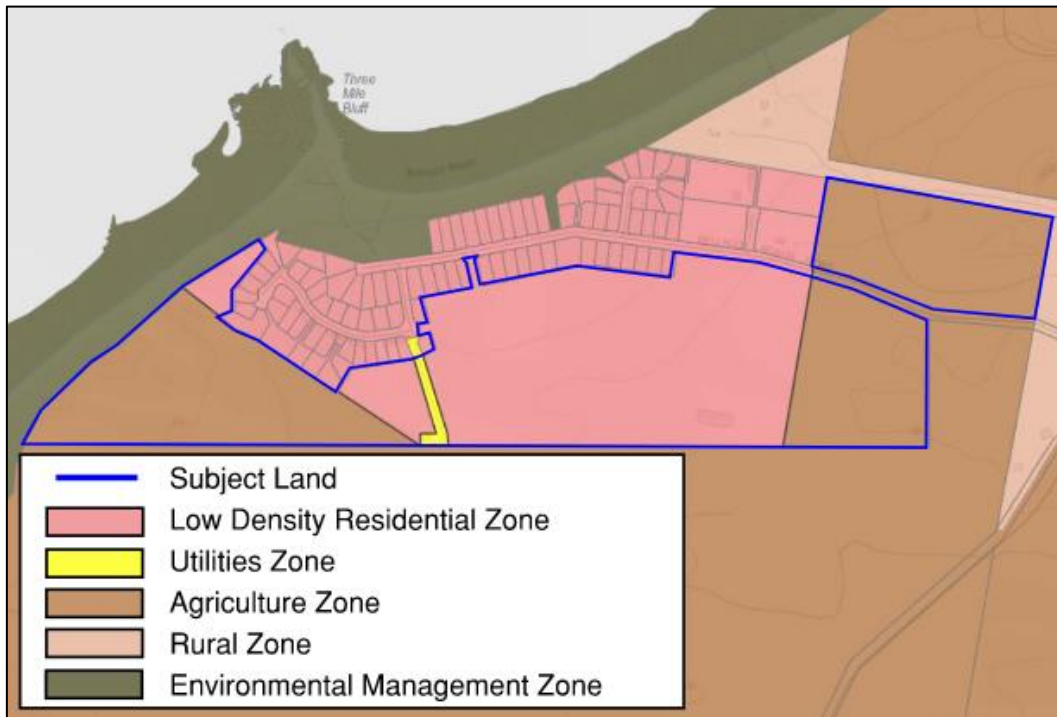 Three
Mile
Bluff
Subject Land
Low Density Residential Zone
Utilities Zone
Agriculture Zone
Rural Zone
Environmental Management Zone